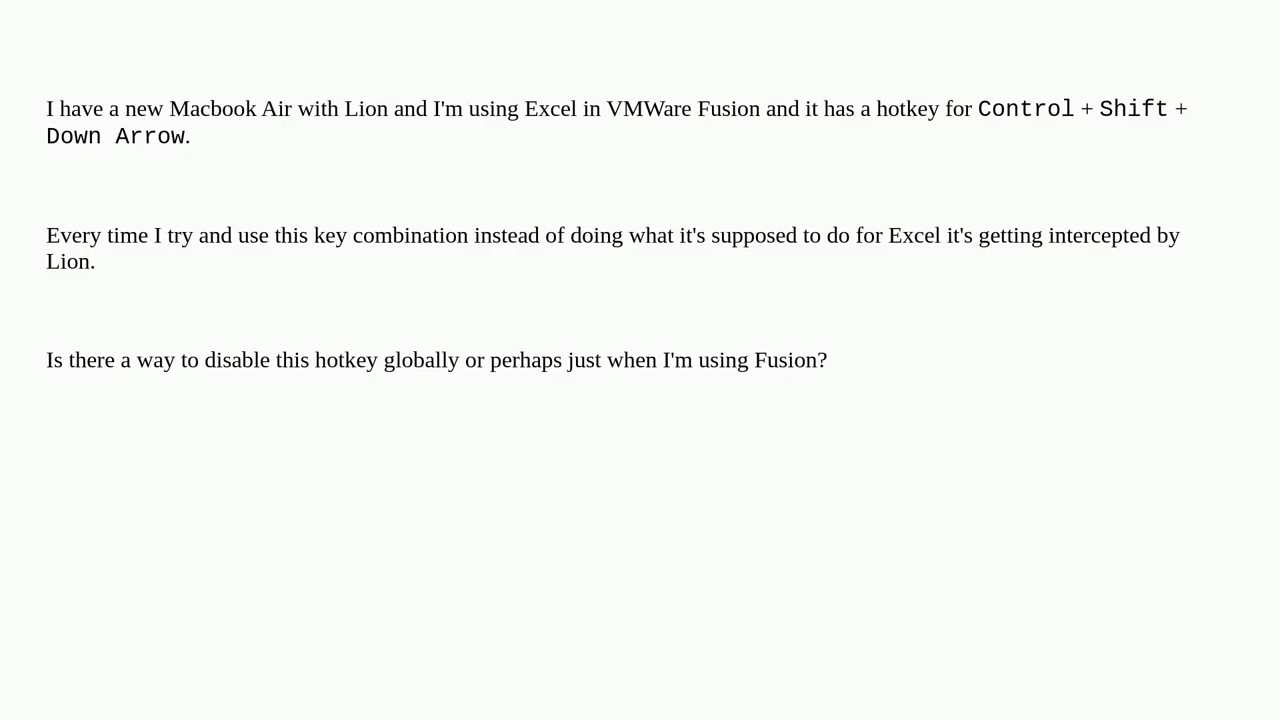 I have a new Macbook Air with Lion and I'm using Excel in VMWare Fusion and it has a hotkey for Control + Shift +
Down Arrow.
Every time I try and use this key combination instead of doing what it's supposed to do for Excel it's getting intercepted by
Lion.
Is there a way to disable this hotkey globally or perhaps just when I'm using Fusion?